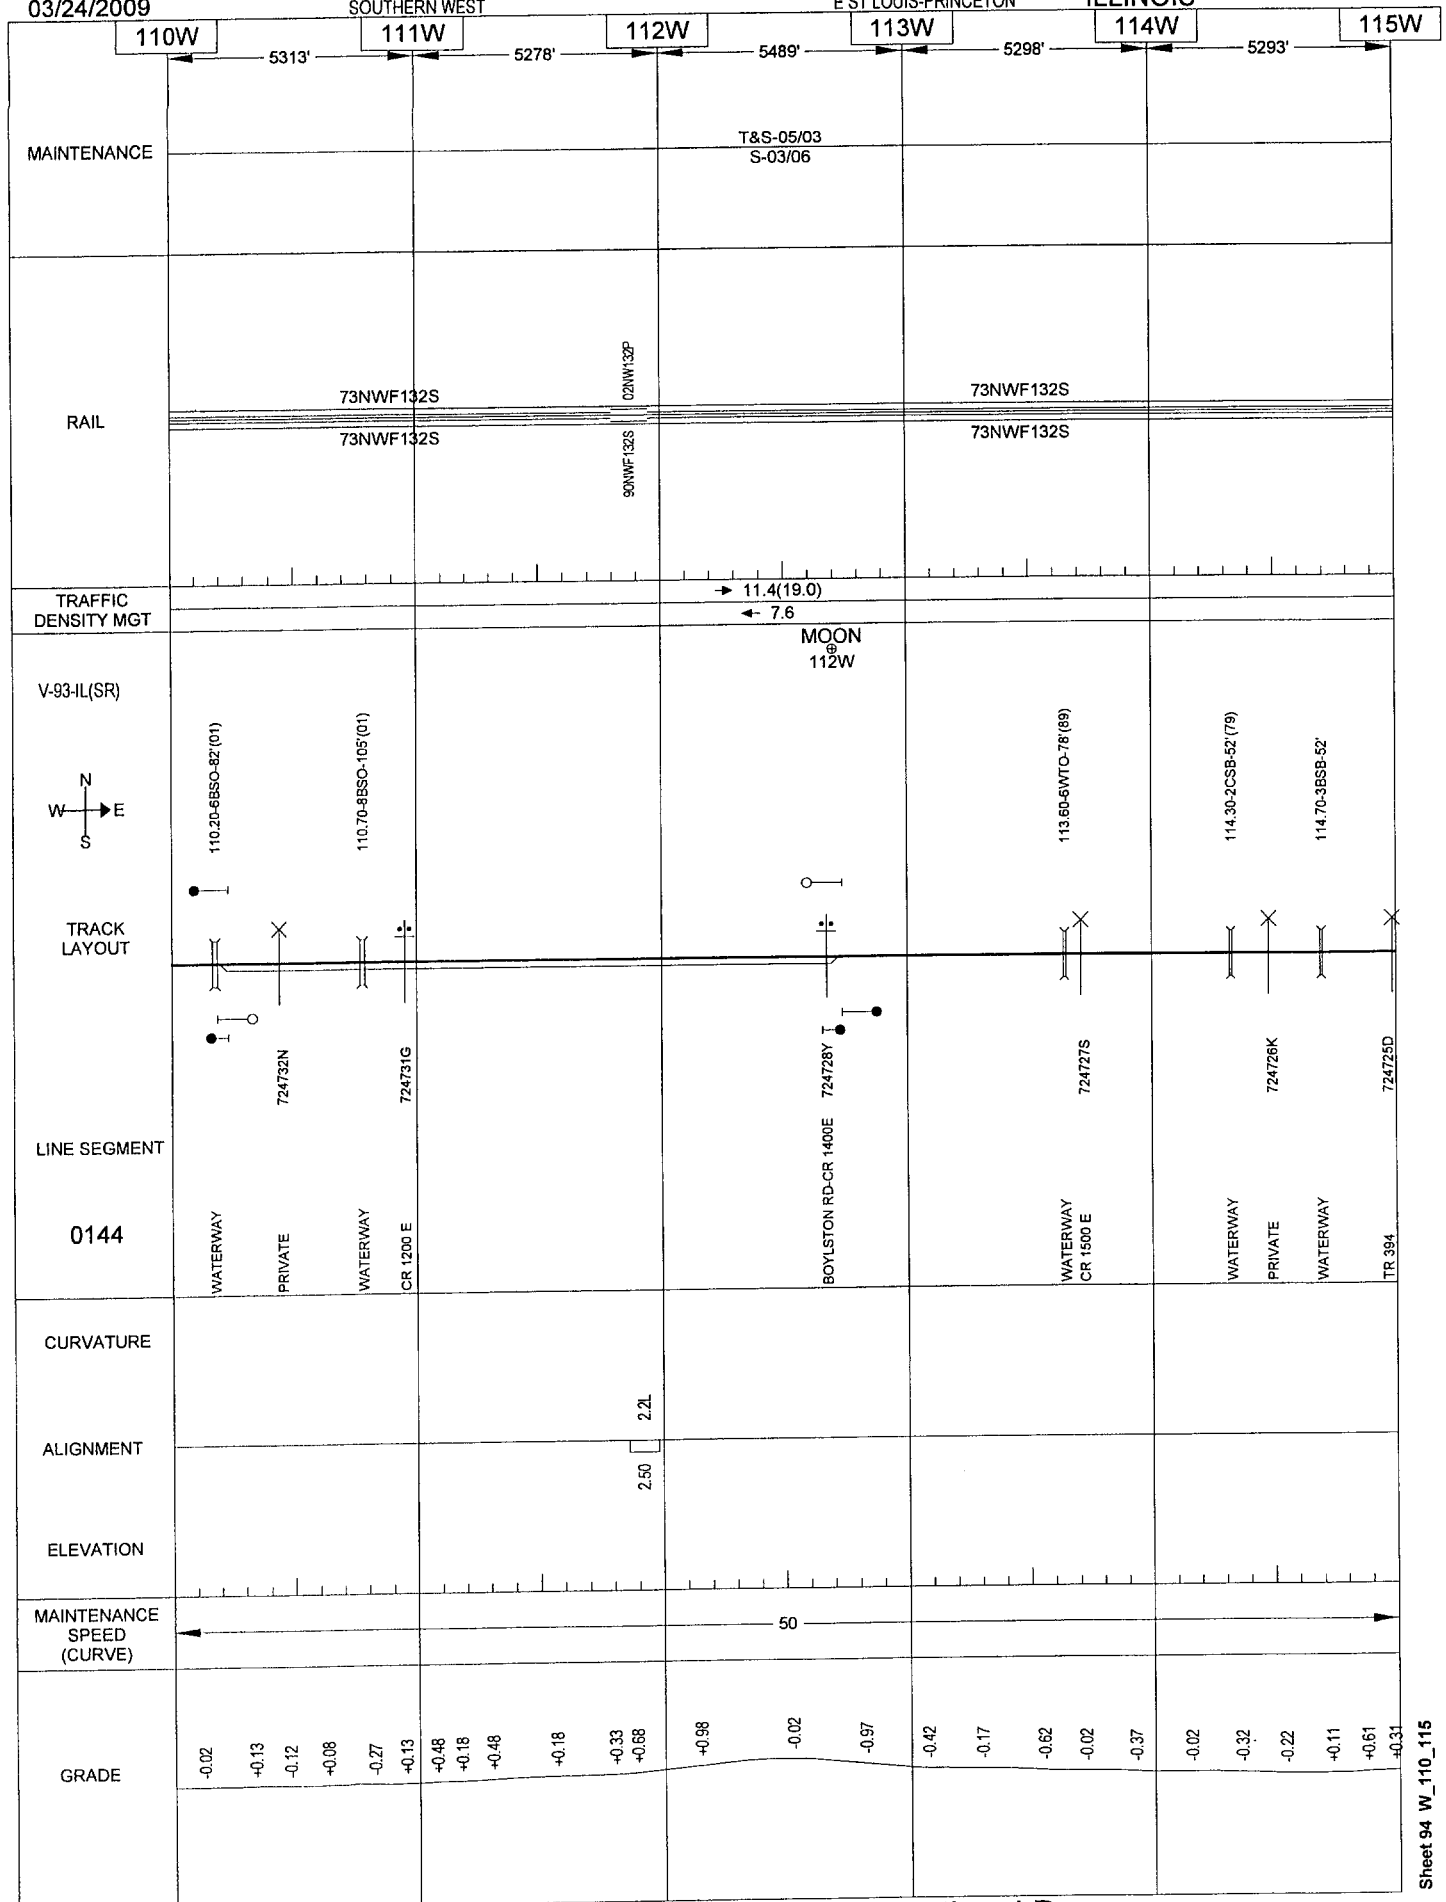 03/24/2009
SOUTHERN WEST
E ST LOUIS-PRINCETON
ILLINOIS
110W
111W
112W
113W
114W
115W
5313'
5278'
5489'
5298'
5293'
MAINTENANCE
T&S-05/03
S-03/06
RAIL
73NWF132S
73NWF132S
02NW132P
90NWF132S
73NWF132S
73NWF132S
TRAFFIC
DENSITY MGT
11.4(19.0)
7.6
MOON
112W
V-93-IL(SR)
N
W
E
S
110.20-6BSO-82'(01)
110.70-8BSO-105'(01)
113.60-6WTO-78'(89)
114.30-2CSB-52'(79)
114.70-3BSB-52'
TRACK
LAYOUT
724732N
724731G
724728Y
724727S
724726K
724725D
LINE SEGMENT
0144
WATERWAY
PRIVATE
WATERWAY
CR 1200 E
BOYLSTON RD-CR 1400E
WATERWAY
CR 1500 E
WATERWAY
PRIVATE
WATERWAY
TR 394
CURVATURE
2.2L
ALIGNMENT
2.50
ELEVATION
MAINTENANCE
SPEED
(CURVE)
50
GRADE
-0.02
+0.13
-0.12
+0.08
-0.27
+0.13
+0.48
+0.18
+0.48
+0.18
+0.33
+0.68
+0.98
-0.02
-0.97
-0.42
-0.17
-0.62
-0.02
-0.37
-0.02
-0.32
-0.22
+0.11
+0.61
+0.31
Sheet 94 W_110_115